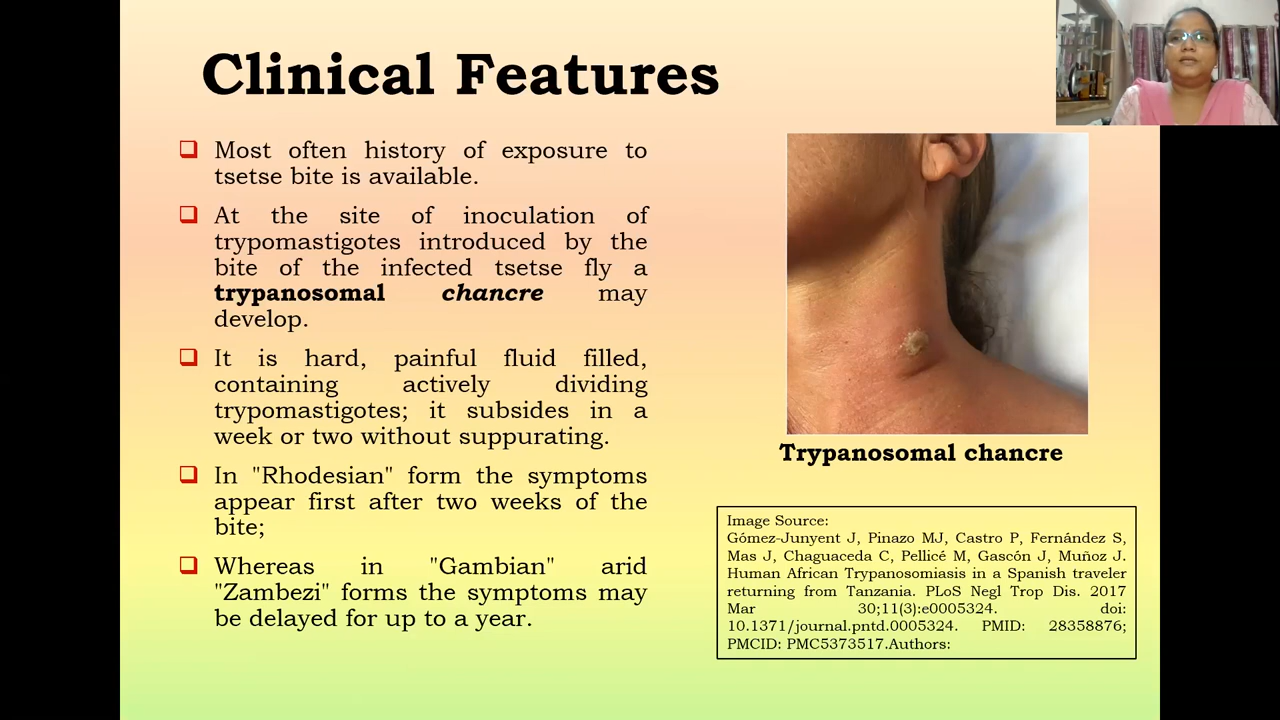 Clinical Features
Most often history of exposure to
tsetse bite is available.
At the site of inoculation of
trypomastigotes introduced by the
bite of the infected tsetse fly a
trypanosomal chancre may
develop.
It is hard, painful fluid filled,
containing actively dividing
trypomastigotes; it subsides in a
week or two without suppurating.
In "Rhodesian" form the symptoms
appear first after two weeks of the
bite;
Whereas in "Gambian" arid
"Zambezi" forms the symptoms may
be delayed for up to a year.
Trypanosomal chancre
Image Source:
Gómez-Junyent J, Pinazo MJ, Castro P, Fernández S,
Mas J, Chaguaceda C, Pellicé M, Gascón J, Muñoz J.
Human African Trypanosomiasis in a Spanish traveler
returning from Tanzania. PLoS Negl Trop Dis. 2017
Mar 30;11(3):e0005324. doi:
10.1371/journal.pntd.0005324. PMID: 28358876;
PMCID: PMC5373517.Authors: